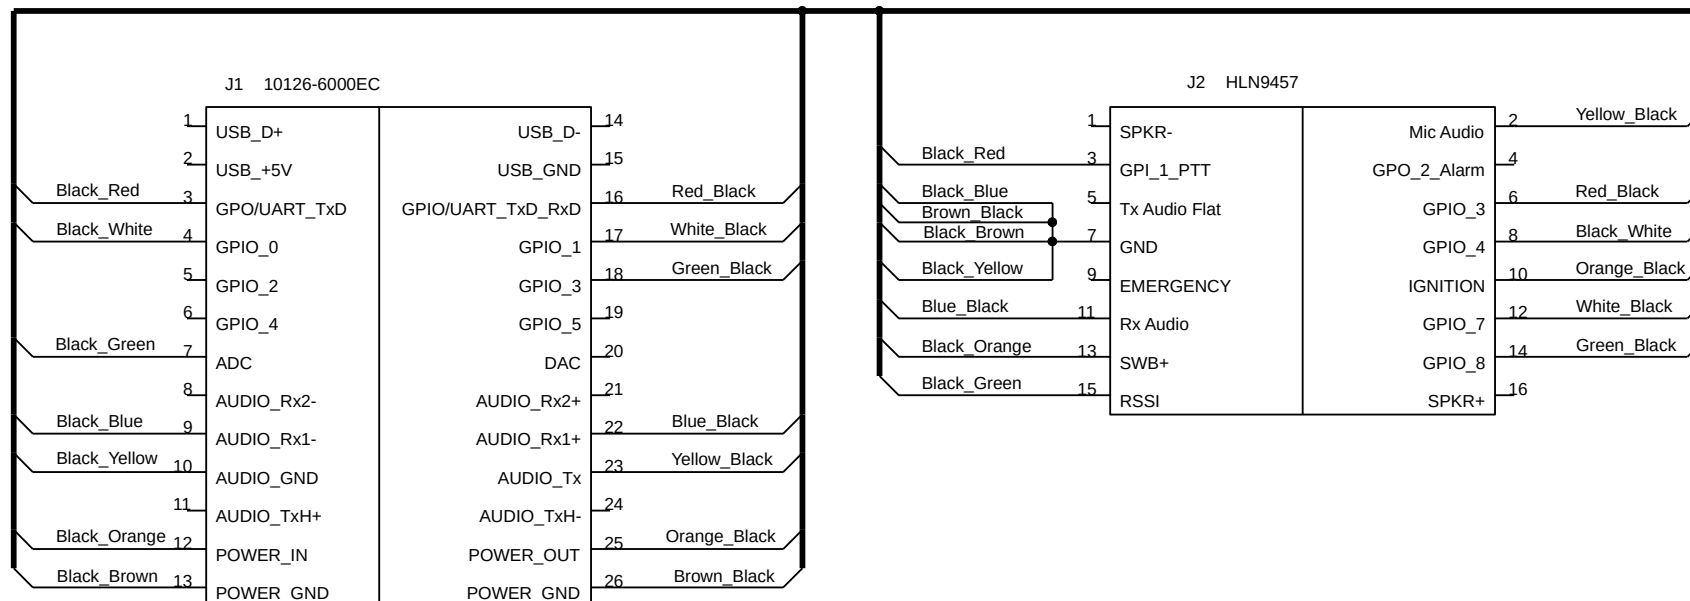 J1 10126-6000EC
1 USB_D+ USB_D- 14
2 USB_+5V USB_GND 15
Black_Red 3 GPO/UART_TxD GPIO/UART_TxD_RxD 16 Red_Black
Black_White 4 GPIO_0 GPIO_1 17 White_Black
5 GPIO_2 GPIO_3 18 Green_Black
6 GPIO_4 GPIO_5 19
Black_Green 7 ADC DAC 20
8 AUDIO_Rx2- AUDIO_Rx2+ 21
Black_Blue 9 AUDIO_Rx1- AUDIO_Rx1+ 22 Blue_Black
Black_Yellow 10 AUDIO_GND AUDIO_Tx 23 Yellow_Black
11 AUDIO_TxH+ AUDIO_TxH- 24
Black_Orange 12 POWER_IN POWER_OUT 25 Orange_Black
Black_Brown 13 POWER_GND POWER_GND 26 Brown_Black
J2 HLN9457
1 SPKR- Mic Audio 2 Yellow_Black
Black_Red 3 GPI_1_PTT GPO_2_Alarm 4
Black_Blue 5 Tx Audio Flat GPIO_3 6 Red_Black
Brown_Black
Black_Brown 7 GND GPIO_4 8 Black_White
Black_Yellow 9 EMERGENCY IGNITION 10 Orange_Black
Blue_Black 11 Rx Audio GPIO_7 12 White_Black
Black_Orange 13 SWB+ GPIO_8 14 Green_Black
Black_Green 15 RSSI SPKR+ 16